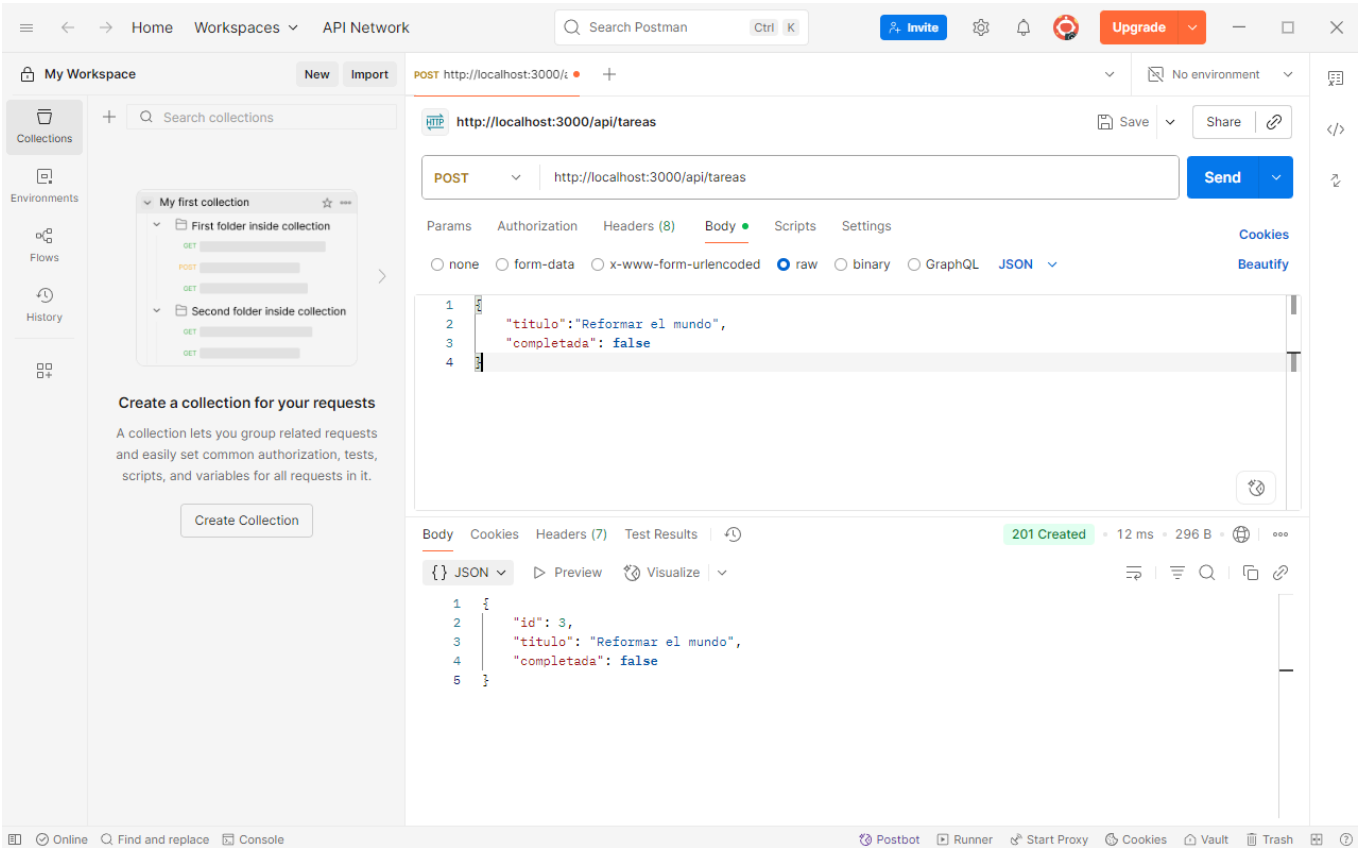 Home Workspaces API Network Search Postman Ctrl K Invite Upgrade
My Workspace New Import POST http://localhost:3000/a No environment
Collections
Environments
Flows
History
Search collections
My first collection
First folder inside collection
GET
POST
GET
Second folder inside collection
GET
GET
Create a collection for your requests
A collection lets you group related requests
and easily set common authorization, tests,
scripts, and variables for all requests in it.
Create Collection
HTTP http://localhost:3000/api/tareas Save Share
POST http://localhost:3000/api/tareas Send
Params Authorization Headers (8) Body Scripts Settings Cookies
none form-data x-www-form-urlencoded raw binary GraphQL JSON Beautify
1 {
2 "titulo":"Reformar el mundo",
3 "completada": false
4 }
Body Cookies Headers (7) Test Results 201 Created 12 ms 296 B
{} JSON Preview Visualize
1 {
2 "id": 3,
3 "titulo": "Reformar el mundo",
4 "completada": false
5 }
Online Find and replace Console Postbot Runner Start Proxy Cookies Vault Trash